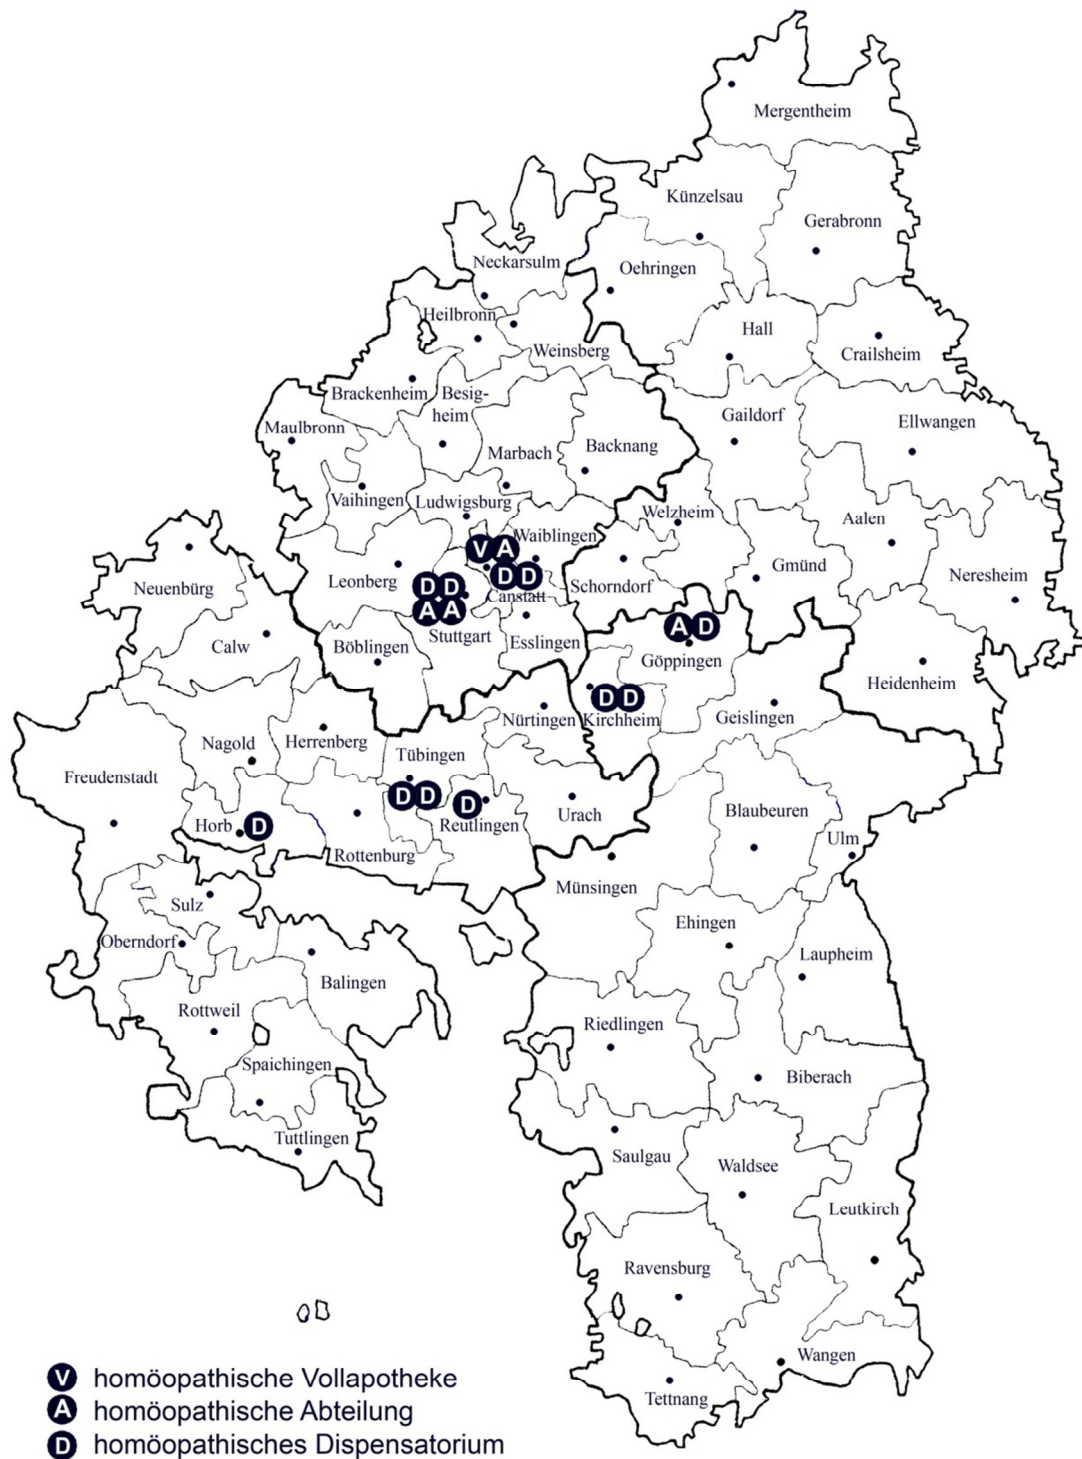 Mergentheim
Künzelsau
Gerabronn
Neckarsulm
Oehringen
Heilbronn
Hall
Weinsberg
Crailsheim
Brackenheim
Besig-
heim
Maulbronn
Gaildorf
Ellwangen
Marbach
Backnang
Vaihingen
Ludwigsburg
Welzheim
Aalen
Waiblingen
V A
Leonberg
Schorndorf
Gmünd
Neresheim
Neuenbürg
D D
D D
Canstatt
A A
Stuttgart
Esslingen
Calw
Böblingen
A D
Göppingen
Heidenheim
D D
Kirchheim
Nürtingen
Geislingen
Nagold
Herrenberg
Tübingen
Freudenstadt
D D
D
Reutlingen
Urach
Blaubeuren
Horb
D
Rottenburg
Ulm
Münsingen
Sulz
Ehingen
Oberndorf
Laupheim
Balingen
Rottweil
Riedlingen
Spaichingen
Biberach
Tuttlingen
Saulgau
Waldsee
Leutkirch
Ravensburg
Wangen
Tettnang
V homöopathische Vollapotheke
A homöopathische Abteilung
D homöopathisches Dispensatorium